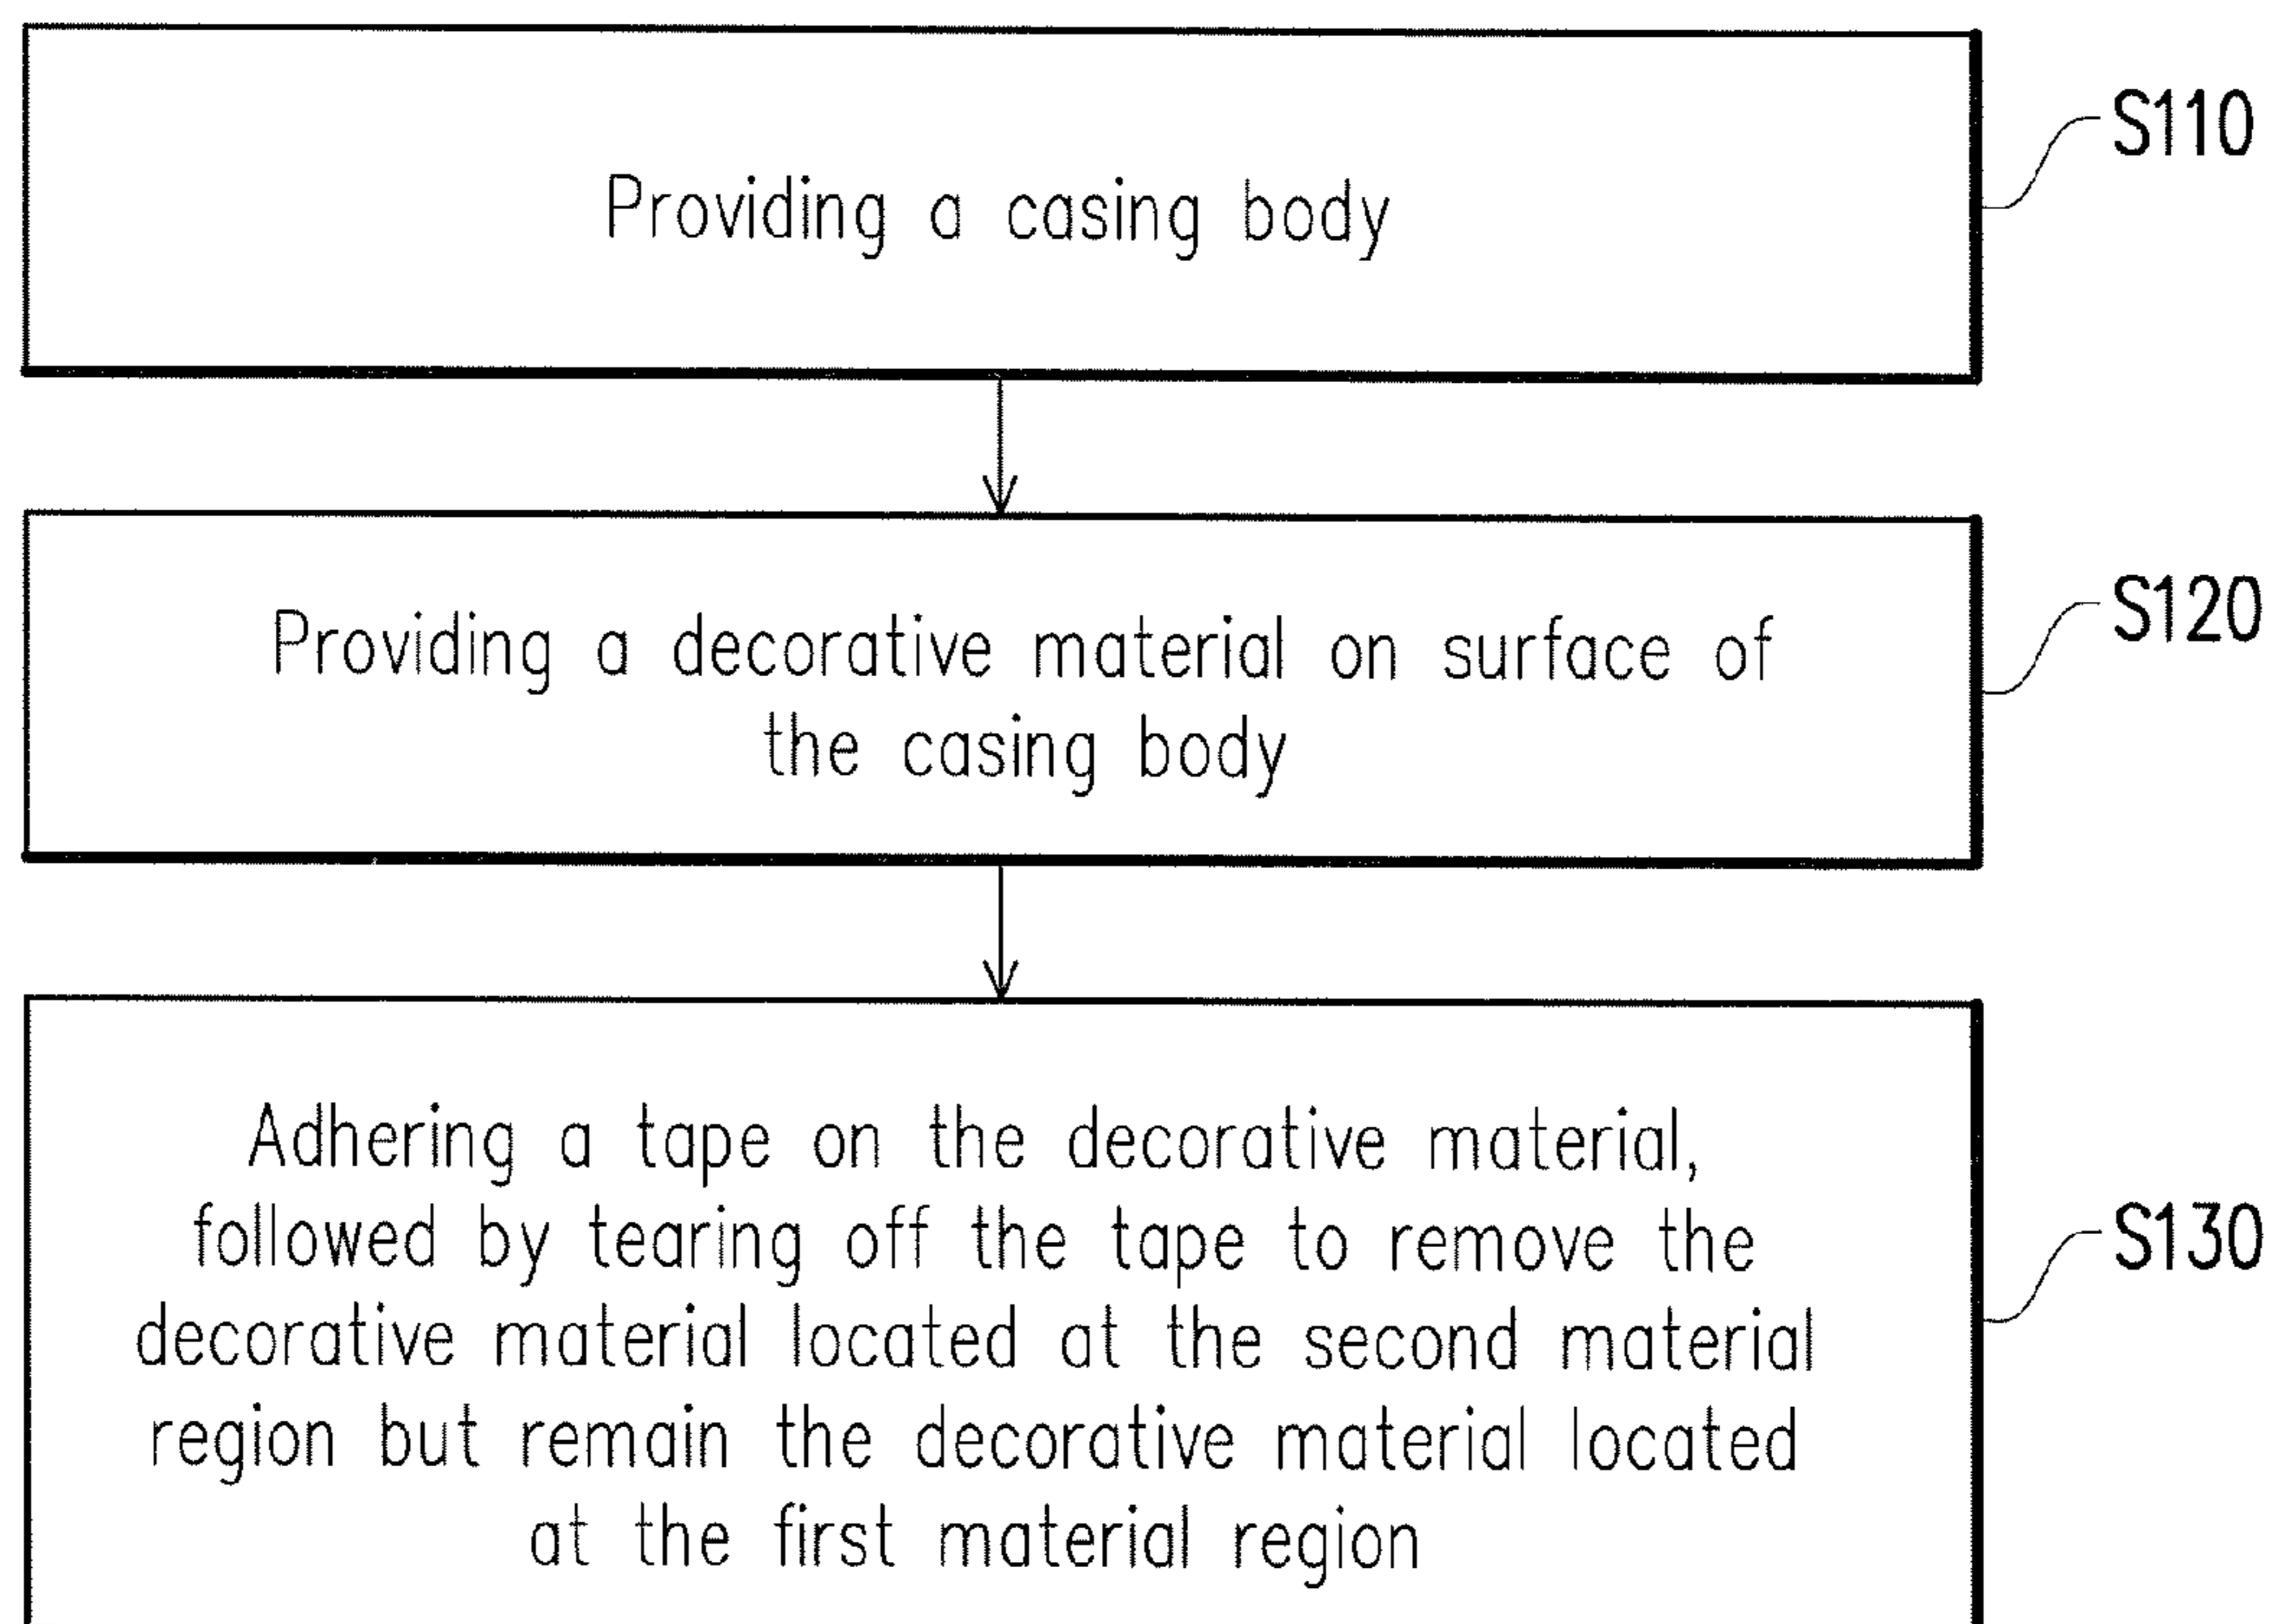 Providing a casing body
S110
Providing a decorative material on surface of
the casing body
S120
Adhering a tape on the decorative material,
followed by tearing off the tape to remove the
decorative material located at the second material
region but remain the decorative material located
at the first material region
S130